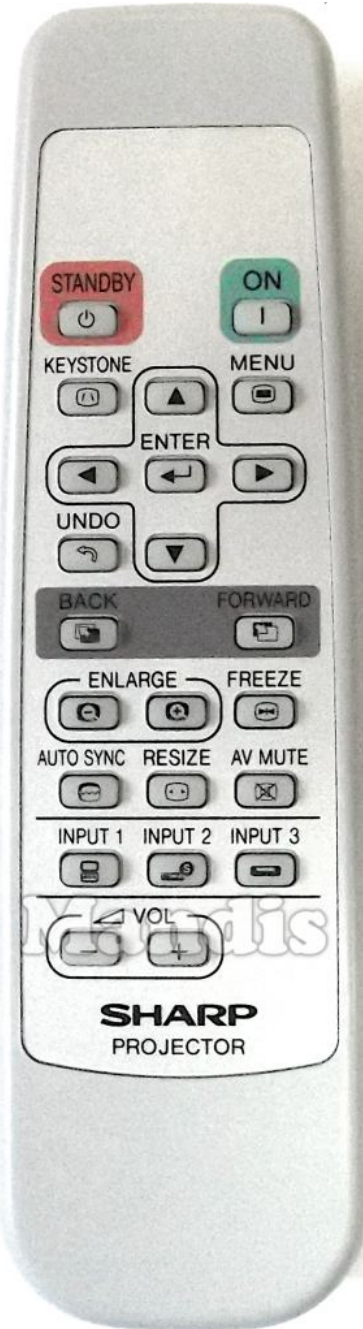 STANDBY ON
I
KEYSTONE MENU
ENTER
UNDO
BACK FORWARD
ENLARGE FREEZE
AUTO SYNC RESIZE AV MUTE
INPUT 1 INPUT 2 INPUT 3
S
VOL
Mandis
− +
SHARP
PROJECTOR